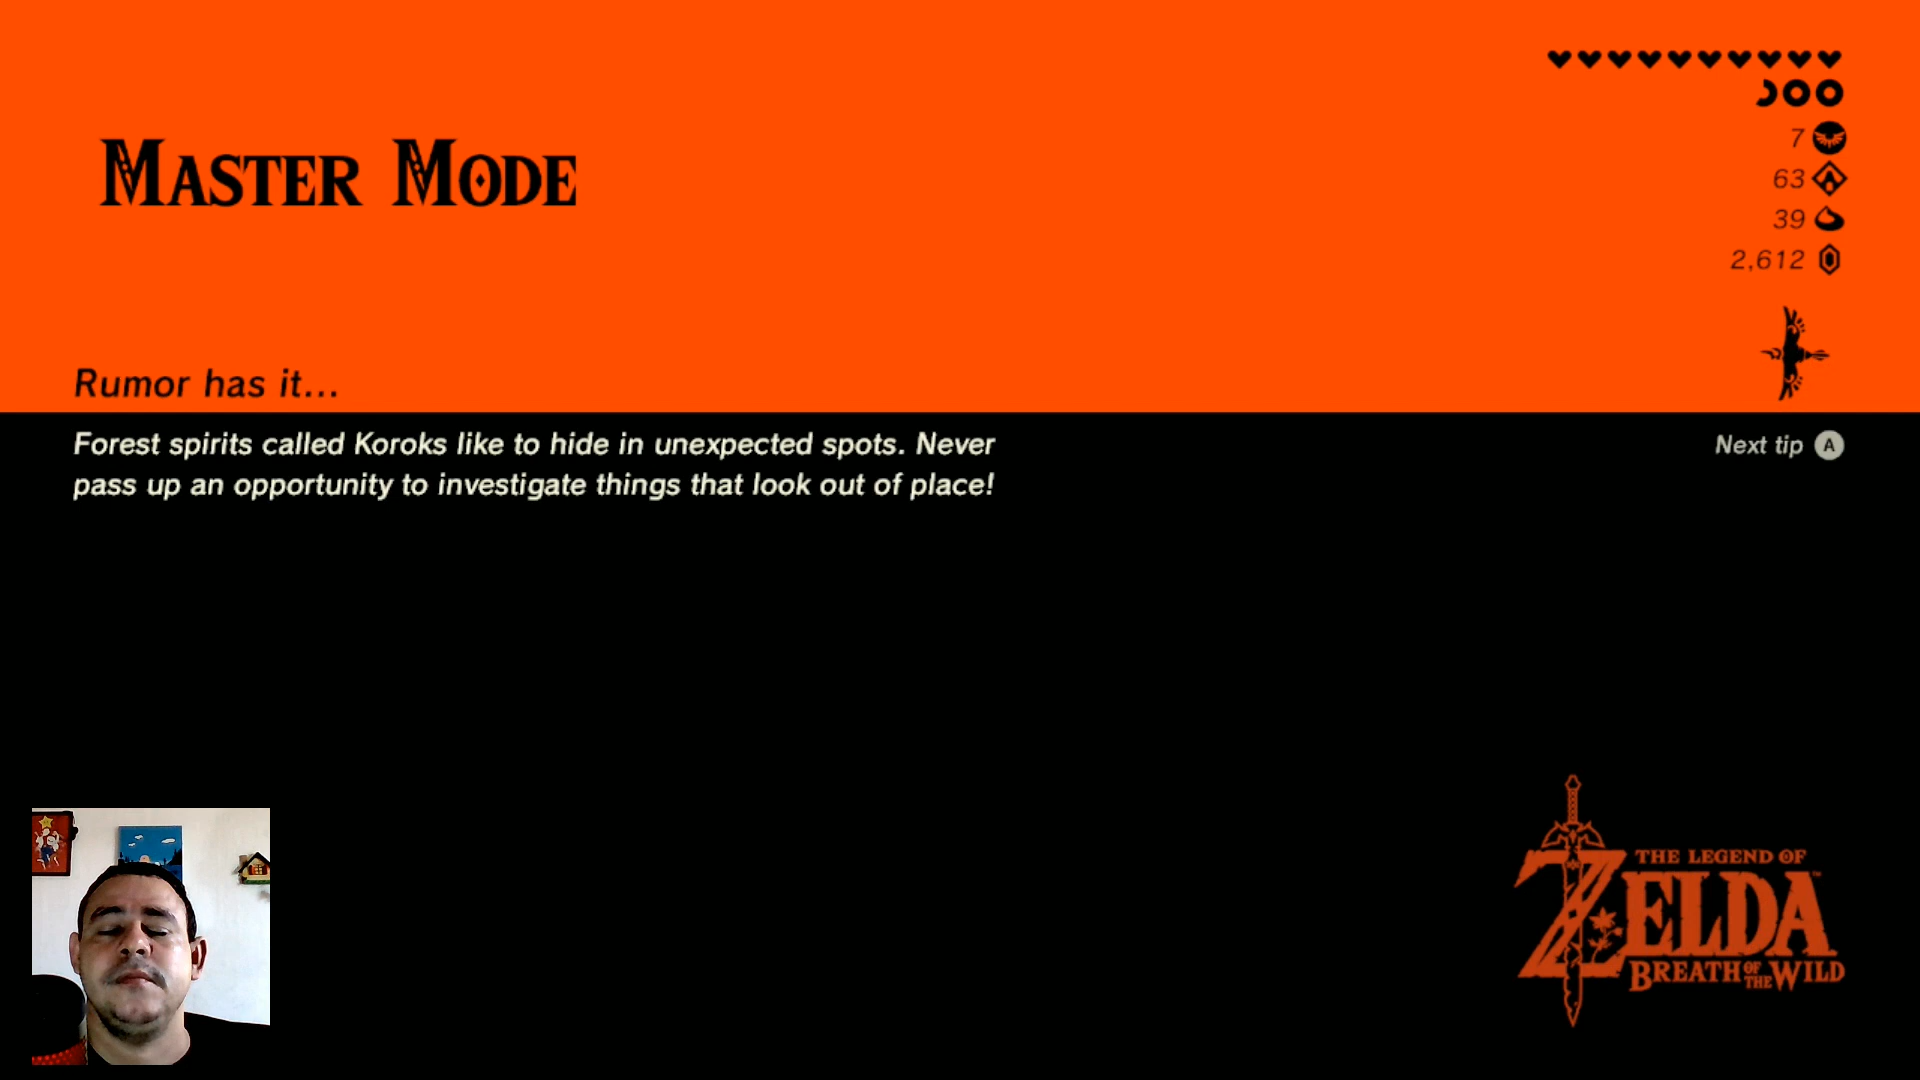 MASTER MODE
7
63
39
2,612
Rumor has it...
Forest spirits called Koroks like to hide in unexpected spots. Never
pass up an opportunity to investigate things that look out of place!
Next tip A
THE LEGEND OF
ZELDA™
BREATH OF THE WILD